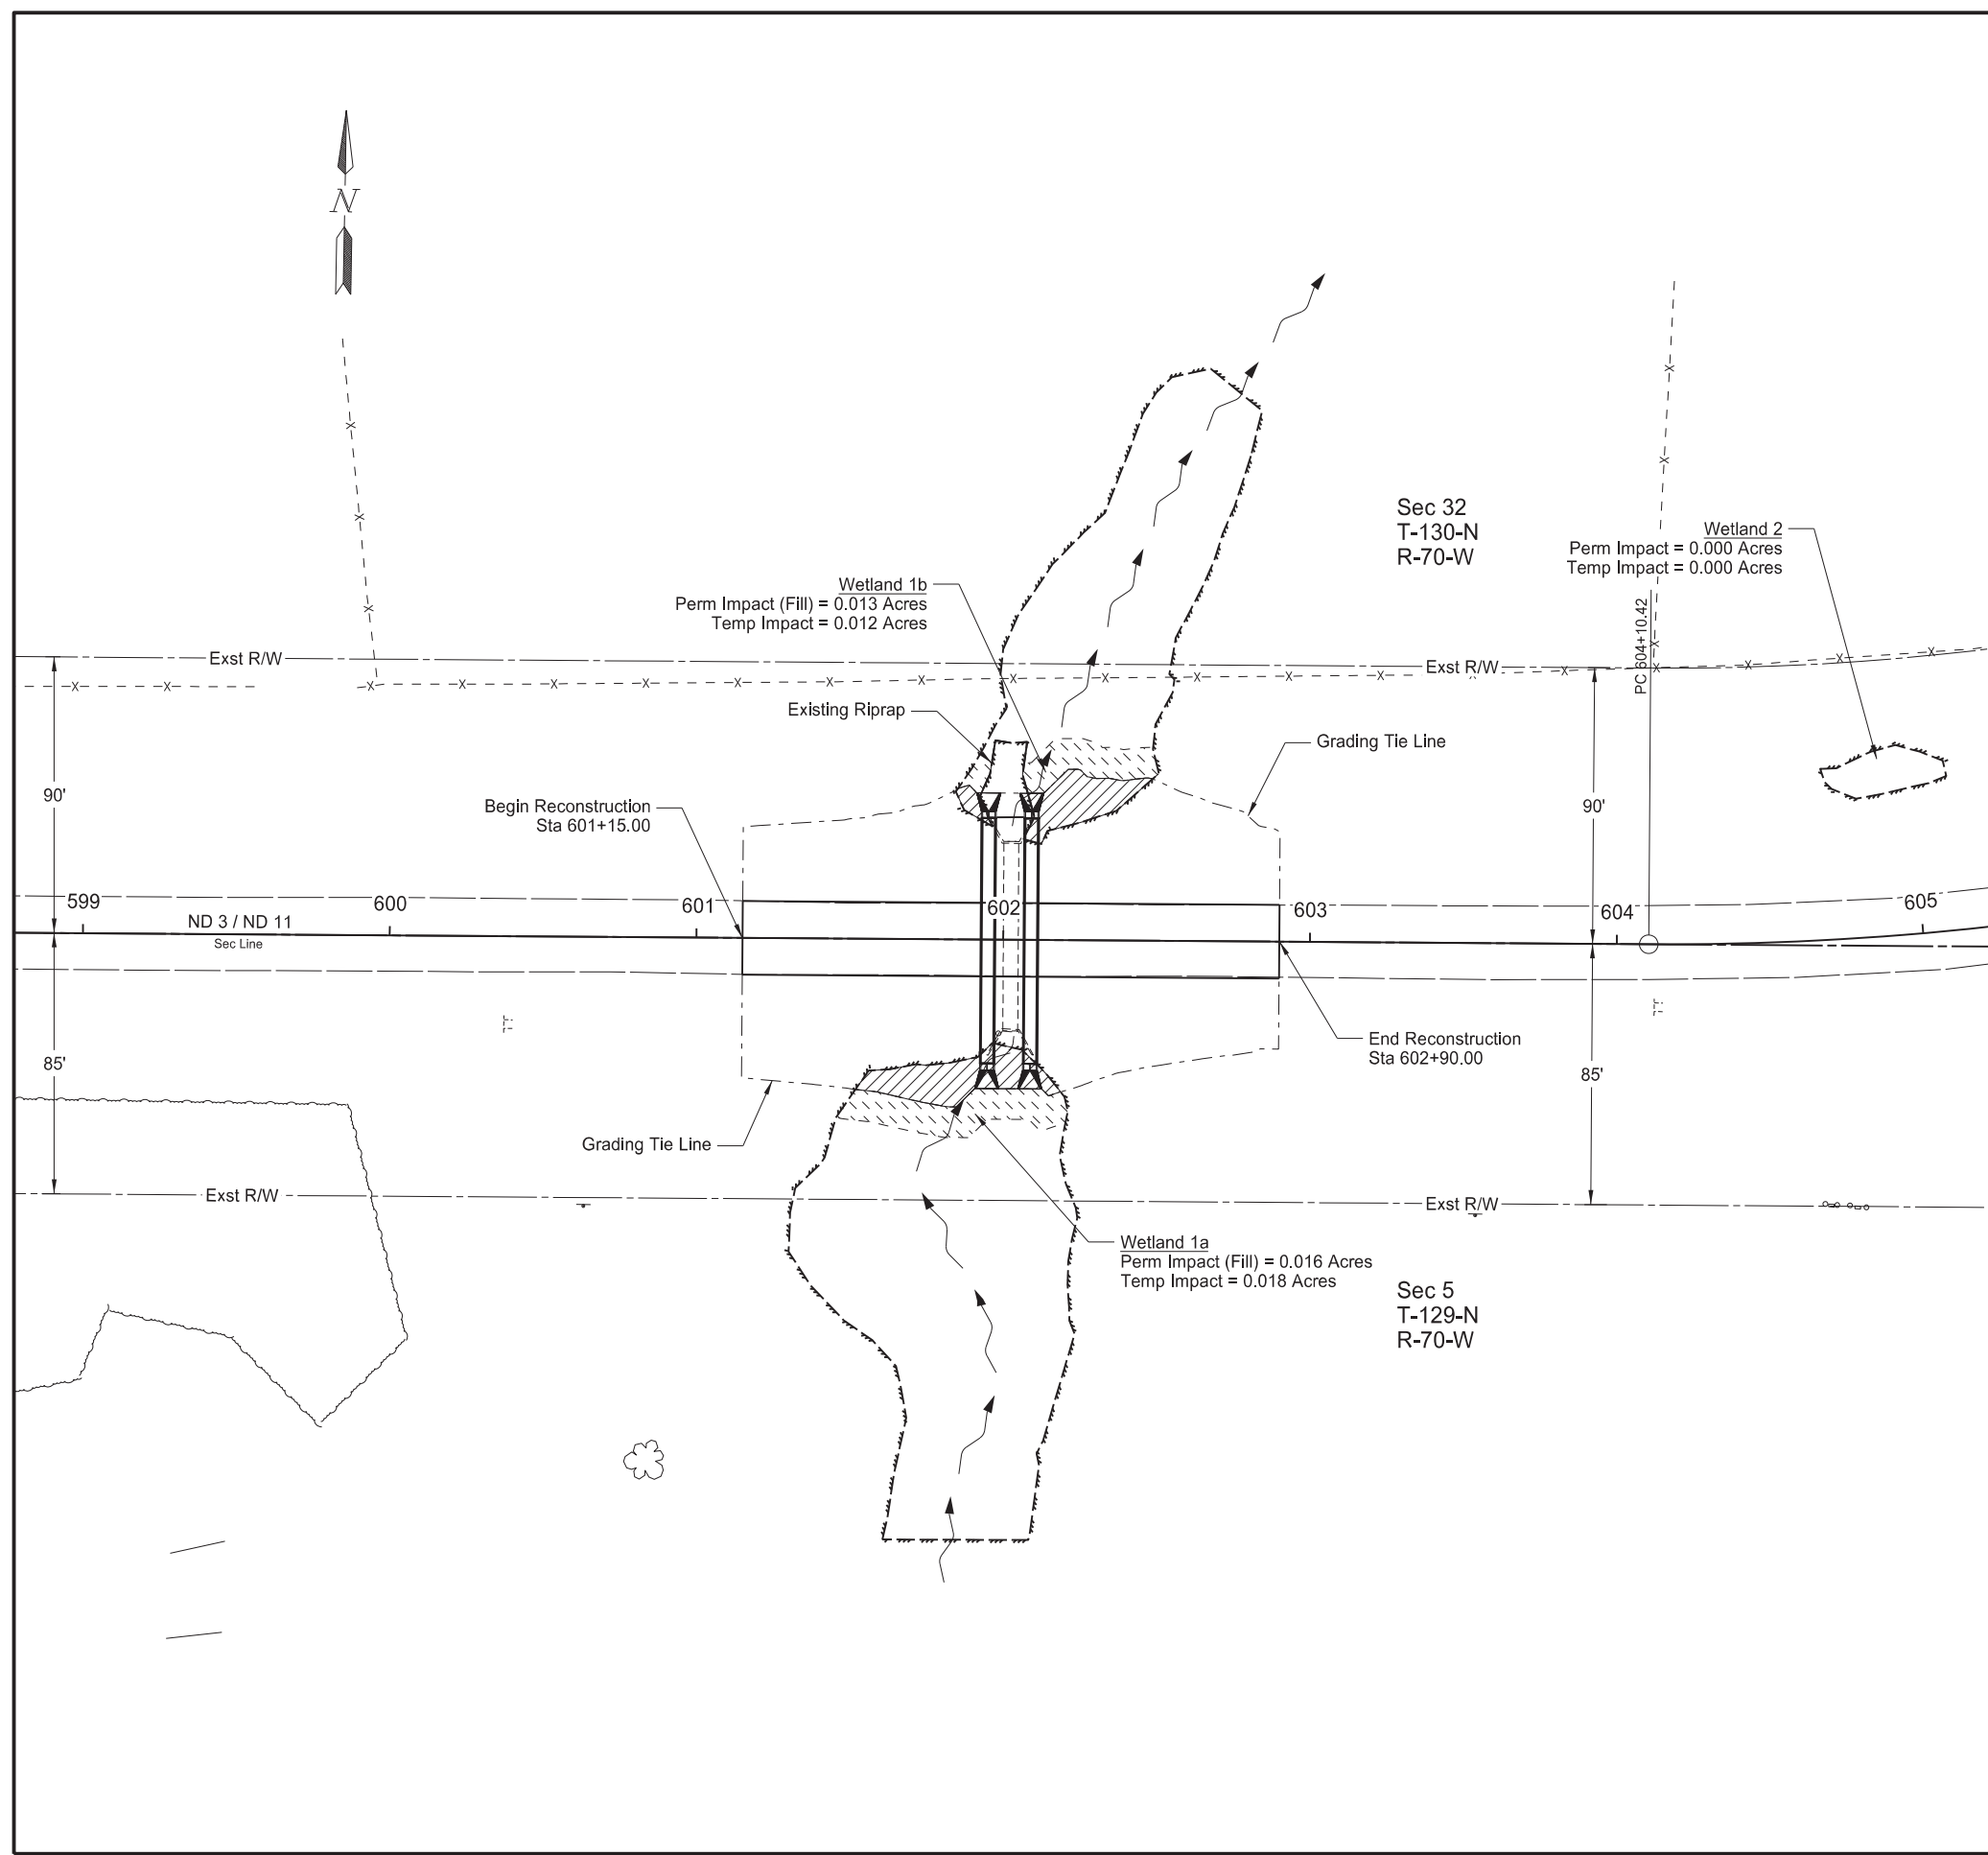 N
Sec 32
T-130-N
R-70-W
Wetland 2
Perm Impact = 0.000 Acres
Temp Impact = 0.000 Acres
Wetland 1b
Perm Impact (Fill) = 0.013 Acres
Temp Impact = 0.012 Acres
PC 604+10.42
Exst R/W
Exst R/W
Existing Riprap
Grading Tie Line
90'
Begin Reconstruction
Sta 601+15.00
90'
599
600
601
602
603
604
605
ND 3 / ND 11
Sec Line
End Reconstruction
Sta 602+90.00
85'
85'
Grading Tie Line
Exst R/W
Exst R/W
Wetland 1a
Perm Impact (Fill) = 0.016 Acres
Temp Impact = 0.018 Acres
Sec 5
T-129-N
R-70-W